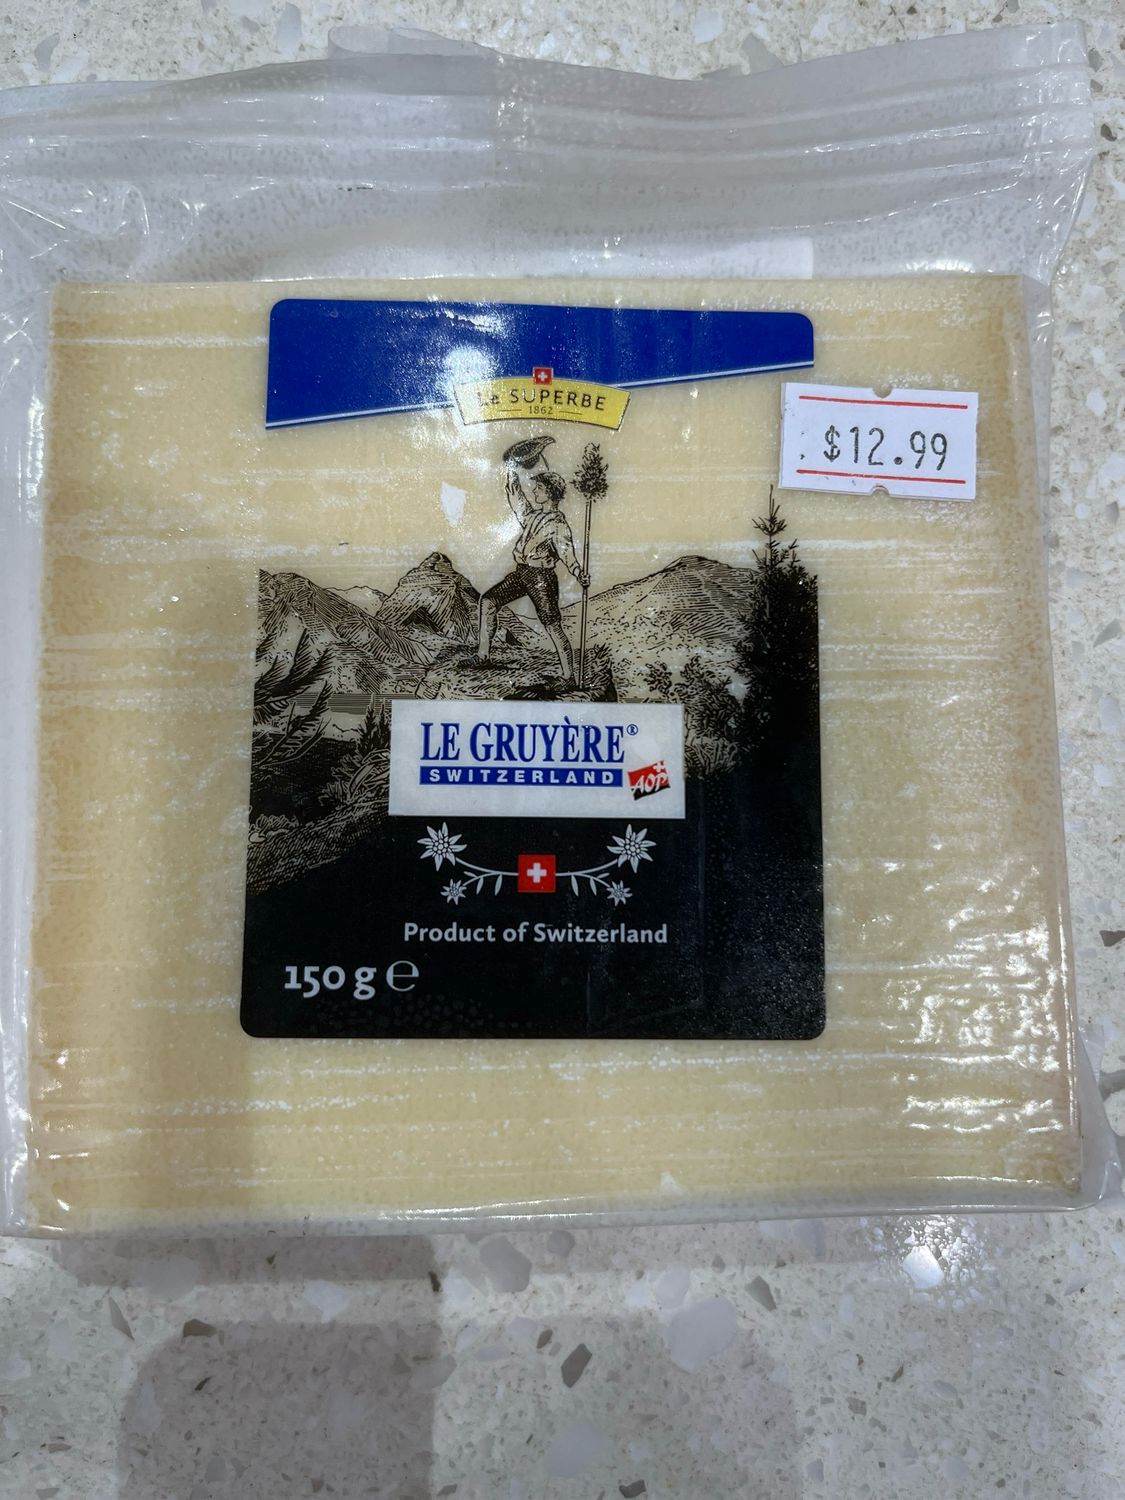 Le SUPERBE
1862
$12.99
LE GRUYÈRE®
SWITZERLAND
AOP
Product of Switzerland
150 g ℮